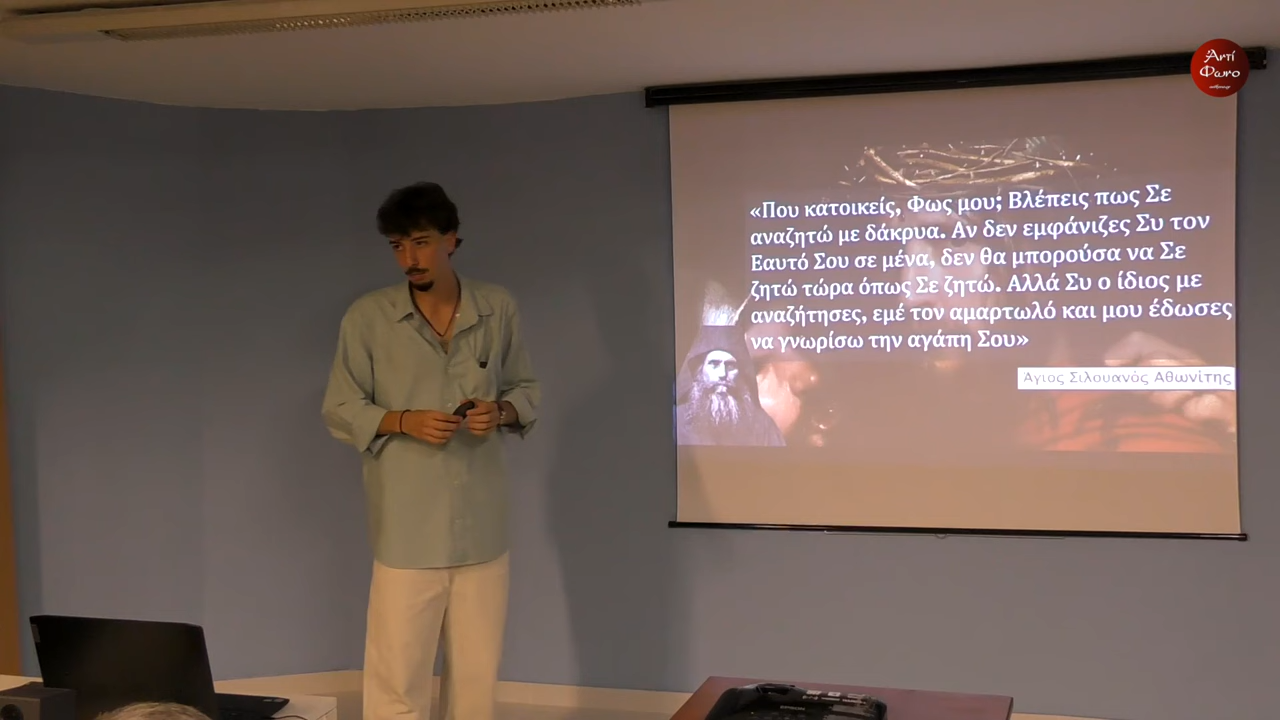 Ἀντί
Φωνο
«Που κατοικείς, Φως μου; Βλέπεις πως Σε
αναζητώ με δάκρυα. Αν δεν εμφάνιζες Συ τον
Εαυτό Σου σε μένα, δεν θα μπορούσα να Σε
ζητώ τώρα όπως Σε ζητώ. Αλλά Συ ο ίδιος με
αναζήτησες, εμέ τον αμαρτωλό και μου έδωσες
να γνωρίσω την αγάπη Σου»
Άγιος Σιλουανός Αθωνίτης